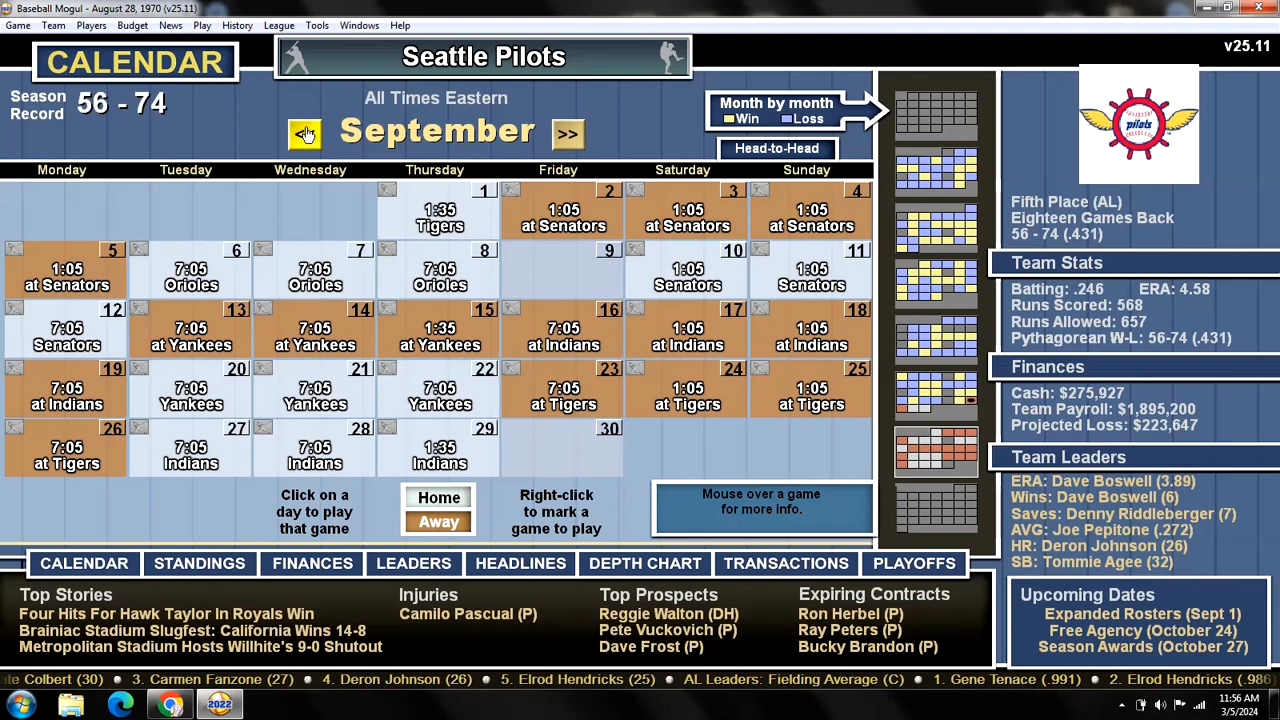 Baseball Mogul - August 28, 1970 (v25.11)
Game Team Players Budget News Play History League Tools Windows Help
CALENDAR
Seattle Pilots
v25.11
Season Record 56 - 74
All Times Eastern
<< September >>
Month by month
Win Loss
Head-to-Head
Monday Tuesday Wednesday Thursday Friday Saturday Sunday
1 2 3 4
1:35 1:05 1:05 1:05
Tigers at Senators at Senators at Senators
5 6 7 8 9 10 11
1:05 7:05 7:05 7:05 1:05 1:05
at Senators Orioles Orioles Orioles Senators Senators
12 13 14 15 16 17 18
7:05 7:05 7:05 1:35 7:05 1:05 1:05
Senators at Yankees at Yankees at Yankees at Indians at Indians at Indians
19 20 21 22 23 24 25
7:05 7:05 7:05 7:05 7:05 1:05 1:05
at Indians Yankees Yankees Yankees at Tigers at Tigers at Tigers
26 27 28 29 30
7:05 7:05 7:05 1:35
at Tigers Indians Indians Indians
Click on a
day to play
that game
Home
Away
Right-click
to mark a
game to play
Mouse over a game
for more info.
pilots
Fifth Place (AL)
Eighteen Games Back
56 - 74 (.431)
Team Stats
Batting: .246 ERA: 4.58
Runs Scored: 568
Runs Allowed: 657
Pythagorean W-L: 56-74 (.431)
Finances
Cash: $275,927
Team Payroll: $1,895,200
Projected Loss: $223,647
Team Leaders
ERA: Dave Boswell (3.89)
Wins: Dave Boswell (6)
Saves: Denny Riddleberger (7)
AVG: Joe Pepitone (.272)
HR: Deron Johnson (26)
SB: Tommie Agee (32)
CALENDAR STANDINGS FINANCES LEADERS HEADLINES DEPTH CHART TRANSACTIONS PLAYOFFS
Top Stories
Four Hits For Hawk Taylor In Royals Win
Brainiac Stadium Slugfest: California Wins 14-8
Metropolitan Stadium Hosts Willhite's 9-0 Shutout
Injuries
Camilo Pascual (P)
Top Prospects
Reggie Walton (DH)
Pete Vuckovich (P)
Dave Frost (P)
Expiring Contracts
Ron Herbel (P)
Ray Peters (P)
Bucky Brandon (P)
Upcoming Dates
Expanded Rosters (Sept 1)
Free Agency (October 24)
Season Awards (October 27)
ate Colbert (30) 3. Carmen Fanzone (27) 4. Deron Johnson (26) 5. Elrod Hendricks (25) AL Leaders: Fielding Average (C) 1. Gene Tenace (.991) 2. Elrod Hendricks (.986)
2022
11:56 AM
3/5/2024